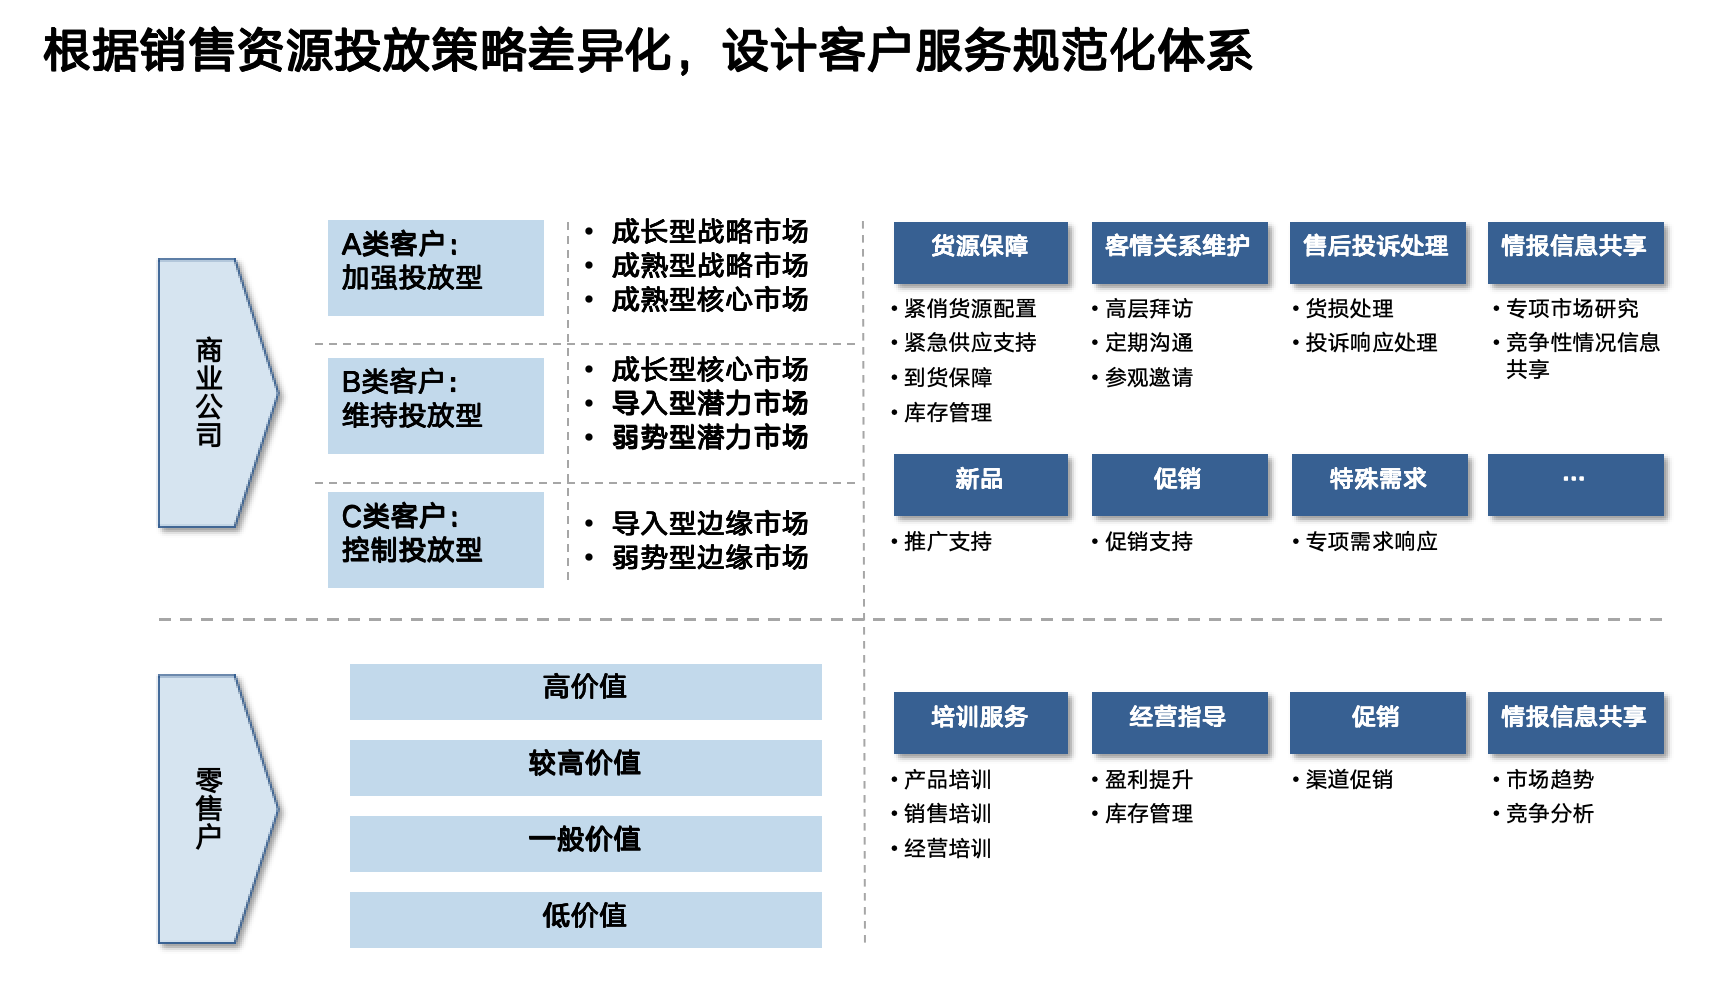 根据销售资源投放策略差异化，设计客户服务规范化体系
商业公司
A类客户：
加强投放型
• 成长型战略市场
• 成熟型战略市场
• 成熟型核心市场
B类客户：
维持投放型
• 成长型核心市场
• 导入型潜力市场
• 弱势型潜力市场
C类客户：
控制投放型
• 导入型边缘市场
• 弱势型边缘市场
货源保障
• 紧俏货源配置
• 紧急供应支持
• 到货保障
• 库存管理
客情关系维护
• 高层拜访
• 定期沟通
• 参观邀请
售后投诉处理
• 货损处理
• 投诉响应处理
情报信息共享
• 专项市场研究
• 竞争性情况信息
共享
新品
• 推广支持
促销
• 促销支持
特殊需求
• 专项需求响应
…
零售户
高价值
较高价值
一般价值
低价值
培训服务
• 产品培训
• 销售培训
• 经营培训
经营指导
• 盈利提升
• 库存管理
促销
• 渠道促销
情报信息共享
• 市场趋势
• 竞争分析